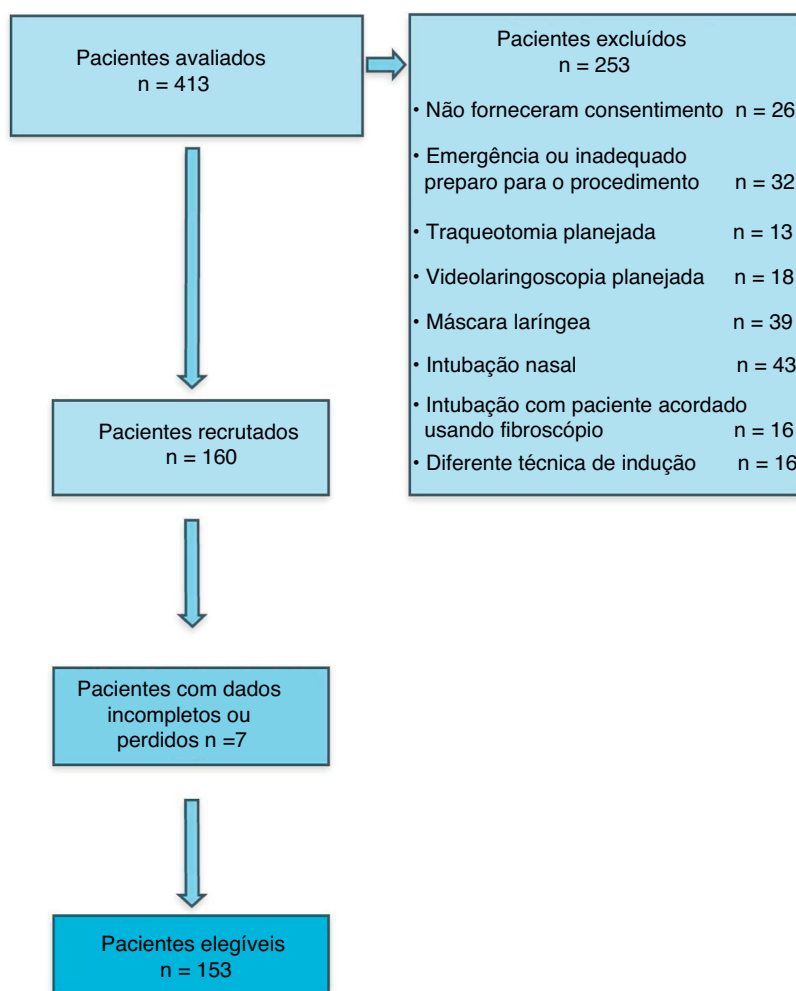 Pacientes avaliados
n = 413
Pacientes excluídos
n = 253
• Não forneceram consentimento n = 26
• Emergência ou inadequado
preparo para o procedimento n = 32
• Traqueotomia planejada n = 13
• Videolaringoscopia planejada n = 18
• Máscara laríngea n = 39
• Intubação nasal n = 43
• Intubação com paciente acordado
usando fibroscópio n = 16
• Diferente técnica de indução n = 16
Pacientes recrutados
n = 160
Pacientes com dados
incompletos ou
perdidos n =7
Pacientes elegíveis
n = 153